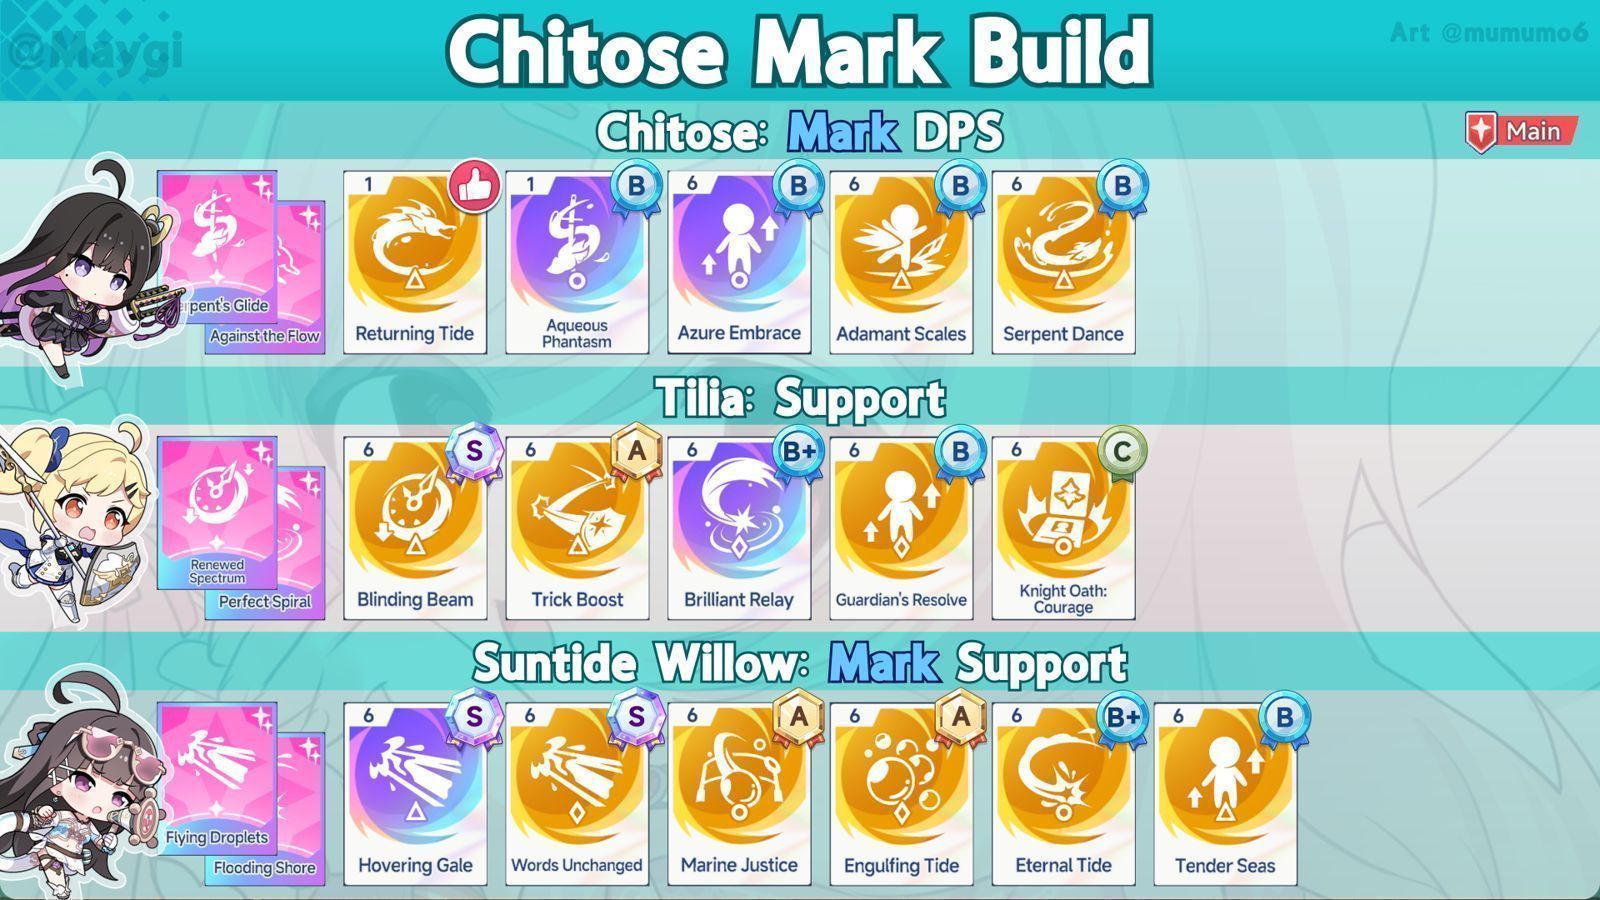 @Maygi
Chitose Mark Build
Art @mumumo6
Chitose: Mark DPS
Main
Serpent's Glide
Against the Flow
1
Returning Tide
1 B
Aqueous
Phantasm
6 B
Azure Embrace
6 B
Adamant Scales
6 B
Serpent Dance
Tilia: Support
Renewed
Spectrum
Perfect Spiral
6 S
Blinding Beam
6 A
Trick Boost
6 B+
Brilliant Relay
6 B
Guardian's Resolve
6 C
Knight Oath:
Courage
Suntide Willow: Mark Support
Flying Droplets
Flooding Shore
6 S
Hovering Gale
6 S
Words Unchanged
6 A
Marine Justice
6 A
Engulfing Tide
6 B+
Eternal Tide
6 B
Tender Seas